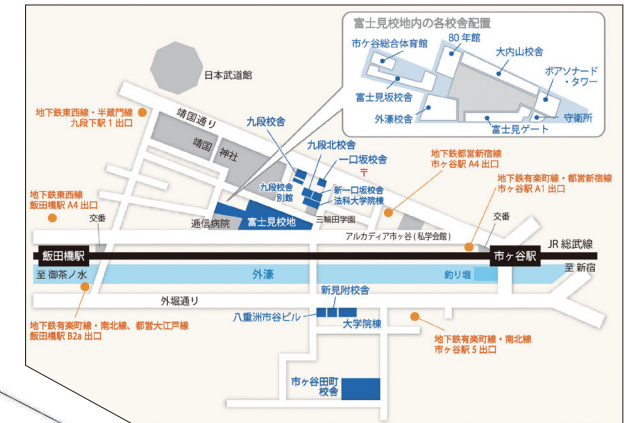 富士見校地内の各校舎配置
80年館
市ケ谷総合体育館
大内山校舎
ボアソナード
・タワー
富士見坂校舎
外濠校舎
富士見ゲート
守衛所
日本武道館
地下鉄東西線・半蔵門線
九段下駅1出口
靖国通り
靖国 神社
九段校舎
九段北校舎
一口坂校舎
〒
九段校舎
別館
新一口坂校舎
法科大学院棟
地下鉄都営新宿線
市ケ谷駅A4出口
地下鉄有楽町線・都営新宿線
市ケ谷駅A1出口
地下鉄東西線
飯田橋駅A4出口
交番
逓信病院
富士見校地
三輪田学園
アルカディア市ヶ谷(私学会館)
交番
JR 総武線
飯田橋駅
市ヶ谷駅
至 御茶ノ水
外濠
釣り堀
至 新宿
外堀通り
新見附校舎
八重洲市谷ビル
大学院棟
地下鉄有楽町線・南北線、都営大江戸線
飯田橋駅 B2a 出口
地下鉄有楽町線・南北線
市ケ谷駅 5 出口
市ヶ谷田町
校舎